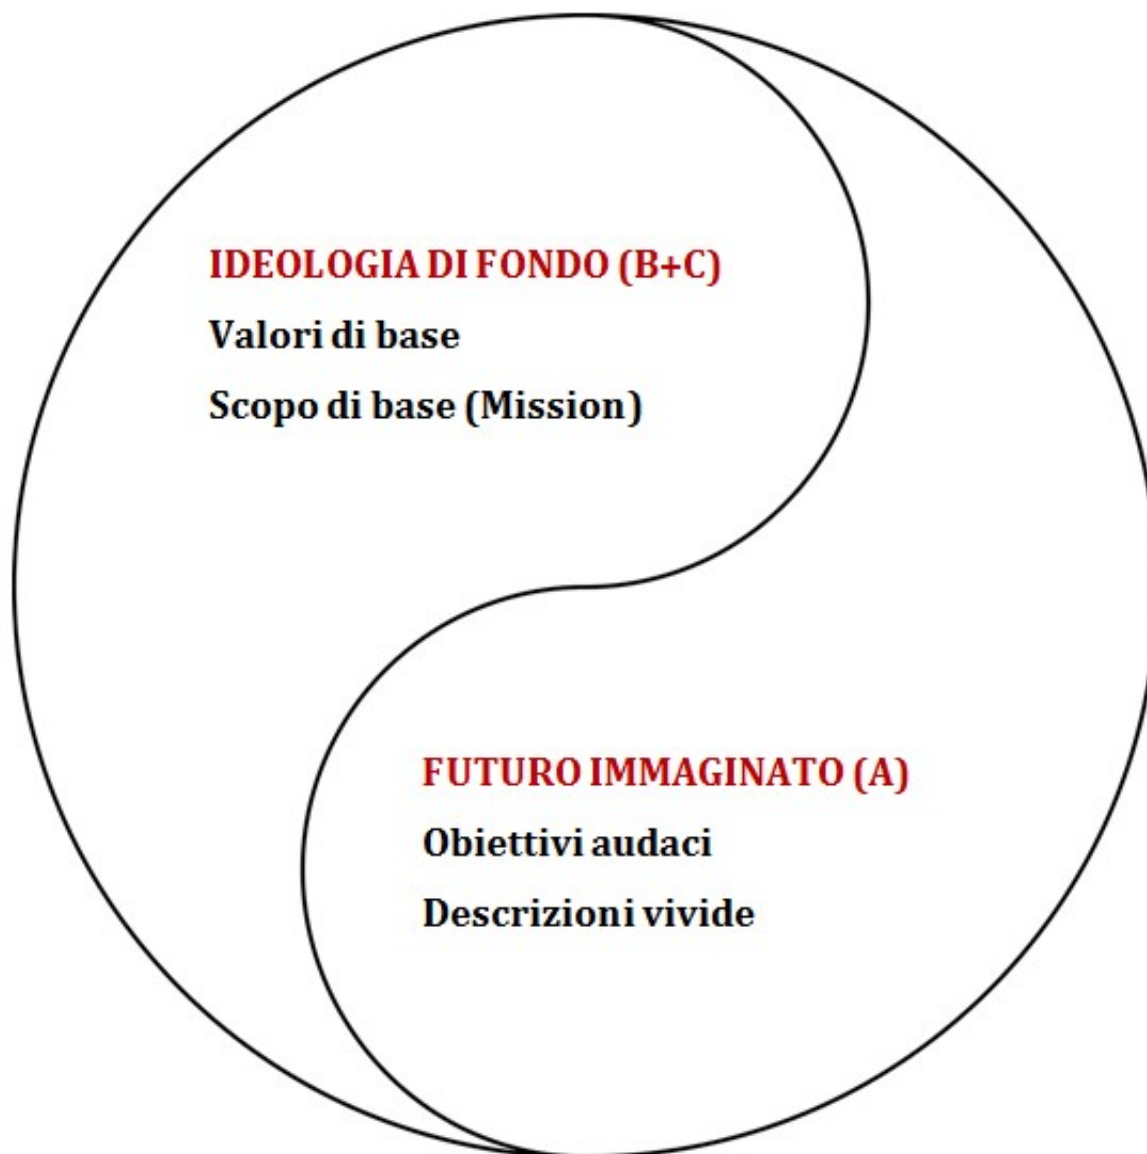 IDEOLOGIA DI FONDO (B+C)
Valori di base
Scopo di base (Mission)
FUTURO IMMAGINATO (A)
Obiettivi audaci
Descrizioni vivide